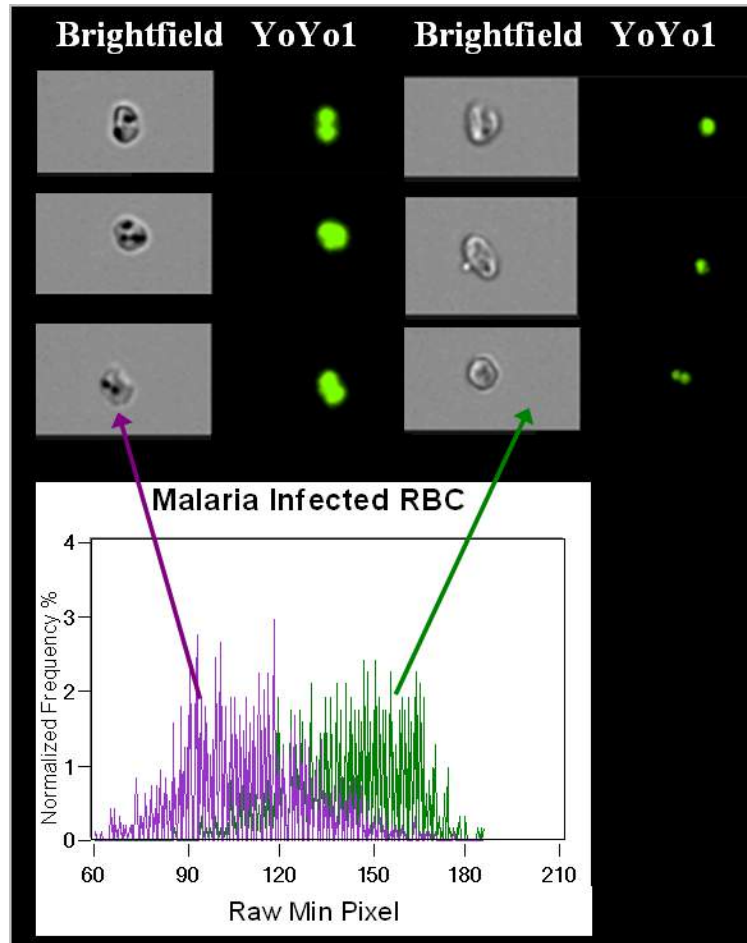 Brightfield YoYo1 Brightfield YoYo1
Malaria Infected RBC
Normalized Frequency %
4
3
2
1
0
60 90 120 150 180 210
Raw Min Pixel